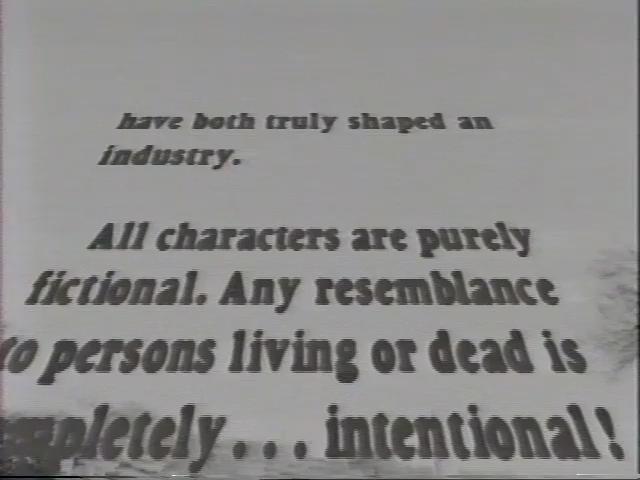 have both truly shaped an
industry.
All characters are purely
fictional. Any resemblance
to persons living or dead is
completely... intentional!